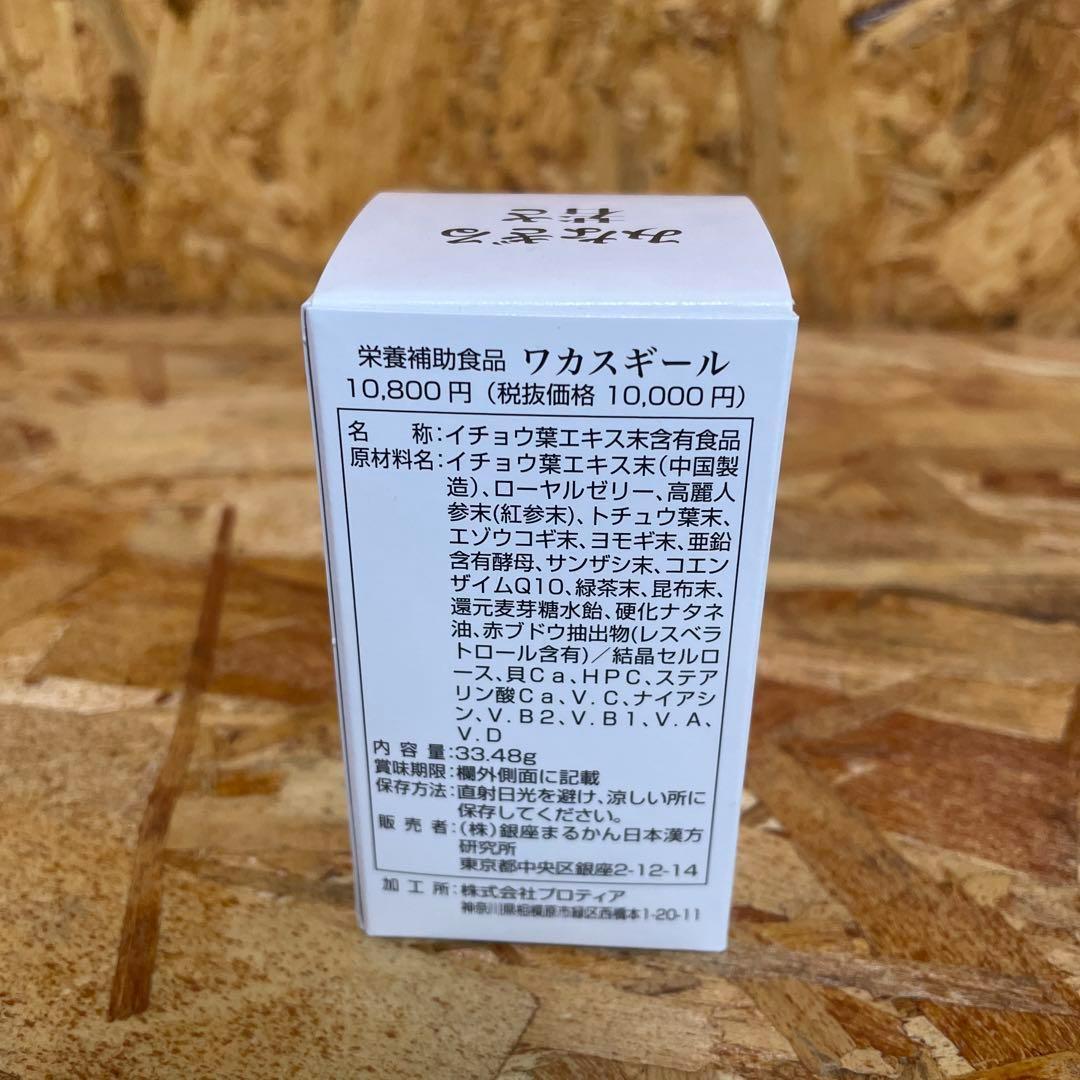 みなぎる
若さ
栄養補助食品 ワカスギール
10,800円（税抜価格 10,000円）
名　　称：イチョウ葉エキス末含有食品
原材料名：イチョウ葉エキス末（中国製
造）、ローヤルゼリー、高麗人
参末(紅参末)、トチュウ葉末、
エゾウコギ末、ヨモギ末、亜鉛
含有酵母、サンザシ末、コエン
ザイムQ10、緑茶末、昆布末、
還元麦芽糖水飴、硬化ナタネ
油、赤ブドウ抽出物(レスベラ
トロール含有)／結晶セルロ
ース、貝Ｃａ、ＨＰＣ、ステア
リン酸Ｃａ、Ｖ.Ｃ、ナイアシ
ン、Ｖ.Ｂ２、Ｖ.Ｂ１、Ｖ.Ａ、
Ｖ.Ｄ
内 容 量：33.48g
賞味期限：欄外側面に記載
保存方法：直射日光を避け、涼しい所に
保存してください。
販 売 者：（株）銀座まるかん日本漢方
研究所
東京都中央区銀座2-12-14
加 工 所：株式会社プロティア
神奈川県相模原市緑区西橋本1-20-11